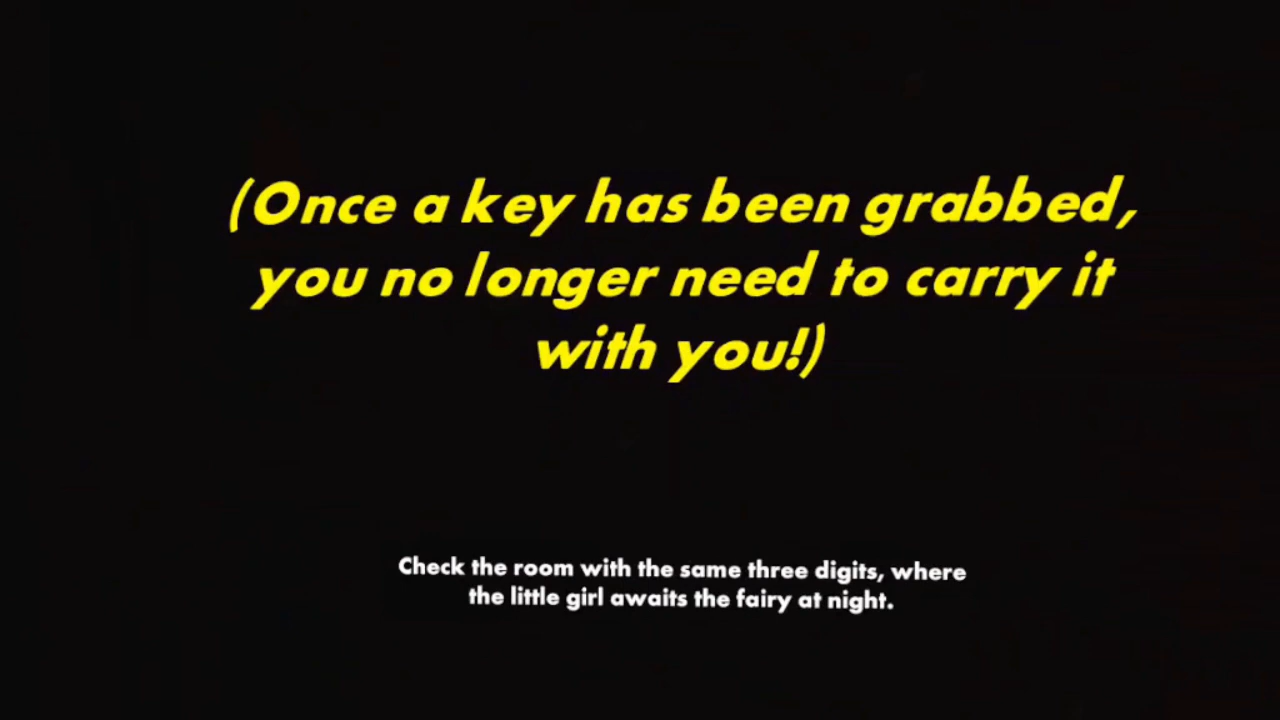 (Once a key has been grabbed,
you no longer need to carry it
with you!)
Check the room with the same three digits, where
the little girl awaits the fairy at night.